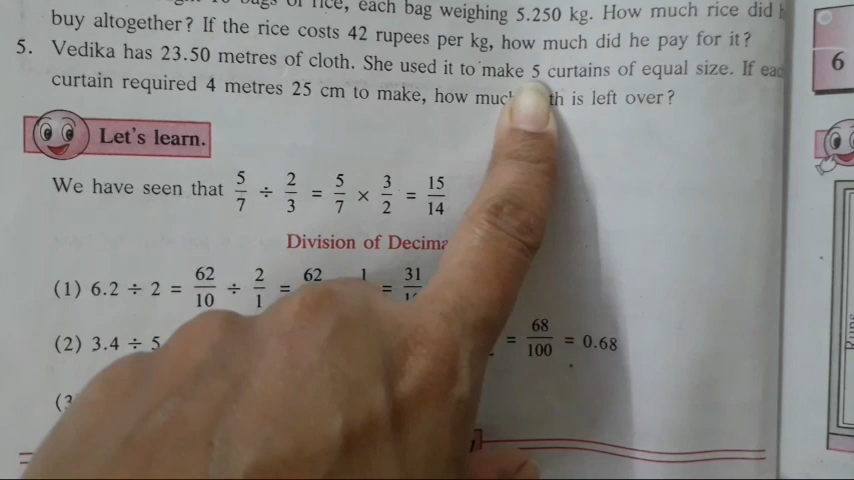 bags of rice, each bag weighing 5.250 kg. How much rice did
buy altogether? If the rice costs 42 rupees per kg, how much did he pay for it?
5. Vedika has 23.50 metres of cloth. She used it to make 5 curtains of equal size. If
curtain required 4 metres 25 cm to make, how is left over?
6
Let's learn.
We have seen that 5/7 ÷ 2/3 = 5/7 × 3/2 = 15/14
Division of
(1) 6.2 ÷ 2 = 62/10 ÷ 2/1 = = 31
(2) 3.4 ÷ 5 = 68/100 = 0.68